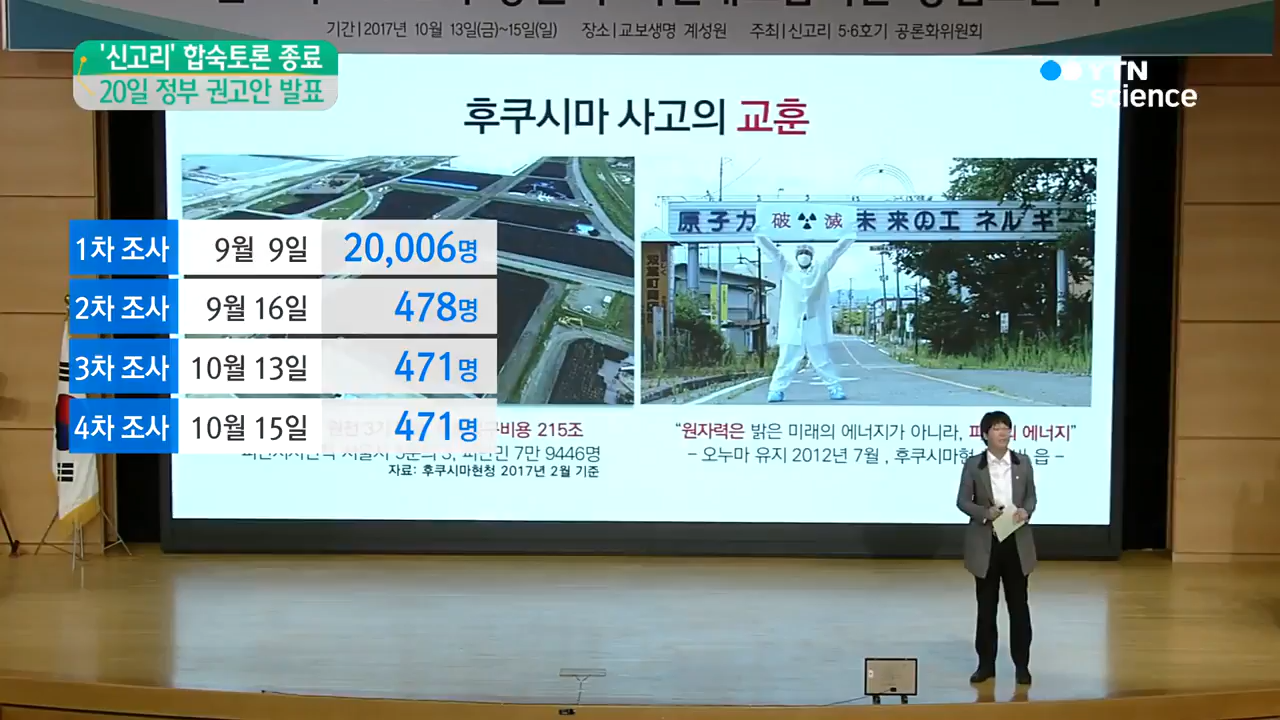 기간|2017년 10월 13일(금)~15일(일) 장소|교보생명 계성원 주최|신고리 5·6호기 공론화위원회
'신고리' 합숙토론 종료
20일 정부 권고안 발표
YTN
science
후쿠시마 사고의 교훈
原子力 破 滅 未来のエネルギ
双葉町
1차 조사 9월 9일 20,006명
2차 조사 9월 16일 478명
3차 조사 10월 13일 471명
4차 조사 10월 15일 471명
비용 215조
3, 피난민 7만 9446명
자료: 후쿠시마현청 2017년 2월 기준
“원자력은 밝은 미래의 에너지가 아니라, 에너지”
– 오누마 유지 2012년 7월, 후쿠시마현 읍 –